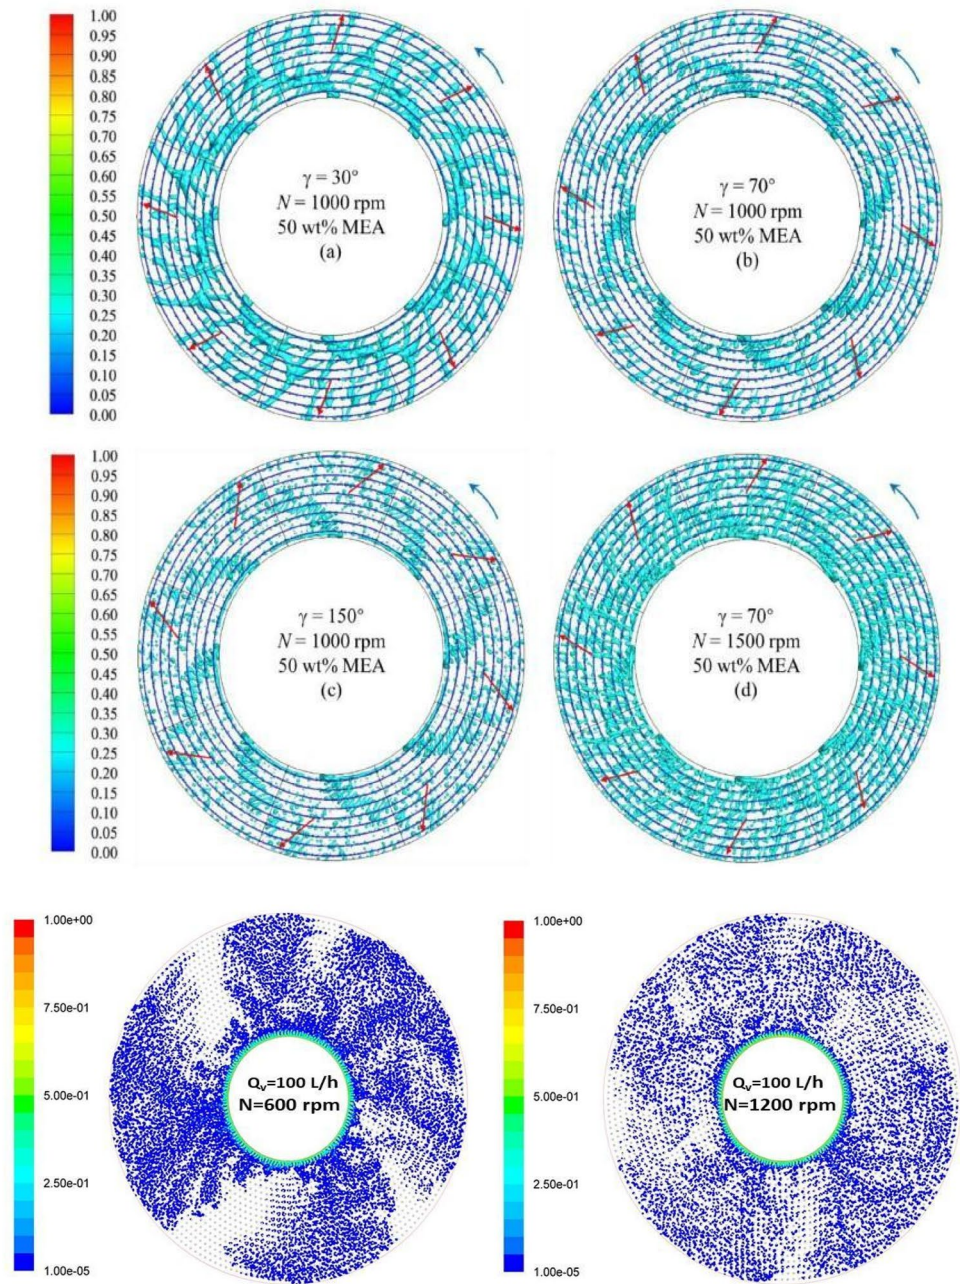 1.00
0.95
0.90
0.85
0.80
0.75
0.70
0.65
0.60
0.55
0.50
0.45
0.40
0.35
0.30
0.25
0.20
0.15
0.10
0.05
0.00
γ = 30°
N = 1000 rpm
50 wt% MEA
(a)
γ = 70°
N = 1000 rpm
50 wt% MEA
(b)
1.00
0.95
0.90
0.85
0.80
0.75
0.70
0.65
0.60
0.55
0.50
0.45
0.40
0.35
0.30
0.25
0.20
0.15
0.10
0.05
0.00
γ = 150°
N = 1000 rpm
50 wt% MEA
(c)
γ = 70°
N = 1500 rpm
50 wt% MEA
(d)
1.00e+00
7.50e-01
5.00e-01
2.50e-01
1.00e-05
Qv=100 L/h
N=600 rpm
1.00e+00
7.50e-01
5.00e-01
2.50e-01
1.00e-05
Qv=100 L/h
N=1200 rpm